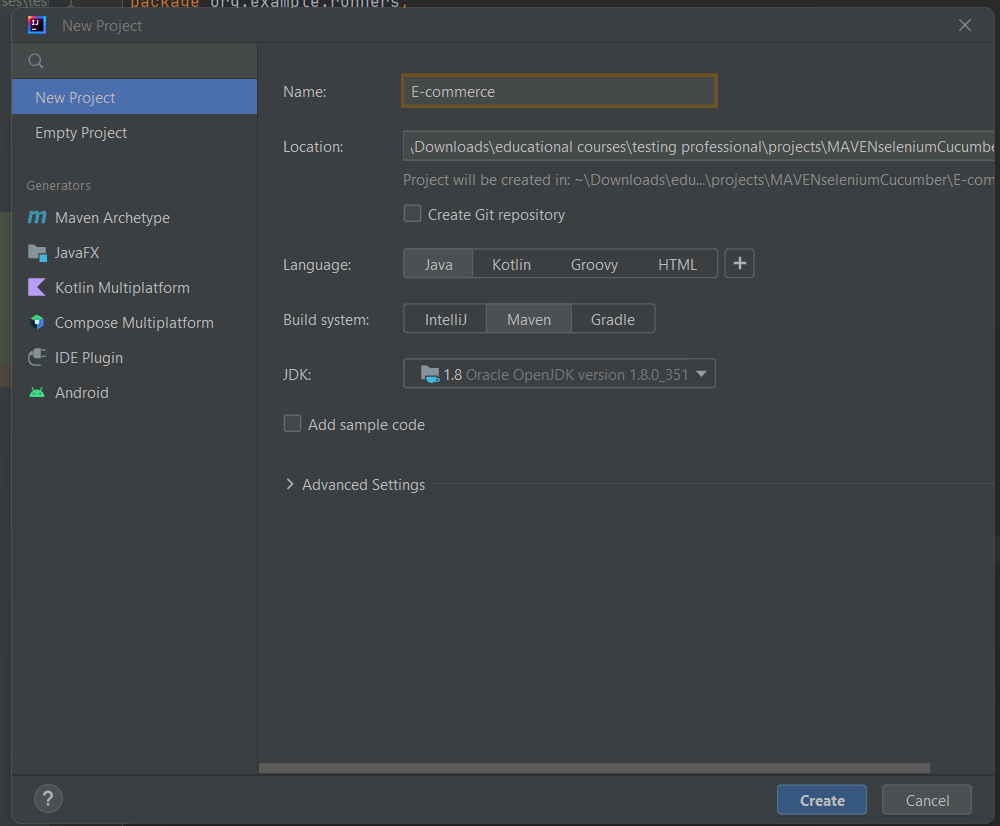 ses\tes 1 package org.example.runners;
New Project
New Project
Empty Project
Generators
Maven Archetype
JavaFX
Kotlin Multiplatform
Compose Multiplatform
IDE Plugin
Android
Name: E-commerce
Location: \Downloads\educational courses\testing professional\projects\MAVENseleniumCucumbe
Project will be created in: ~\Downloads\edu...\projects\MAVENseleniumCucumber\E-com
Create Git repository
Language: Java Kotlin Groovy HTML +
Build system: IntelliJ Maven Gradle
JDK: 1.8 Oracle OpenJDK version 1.8.0_351
Add sample code
Advanced Settings
? Create Cancel